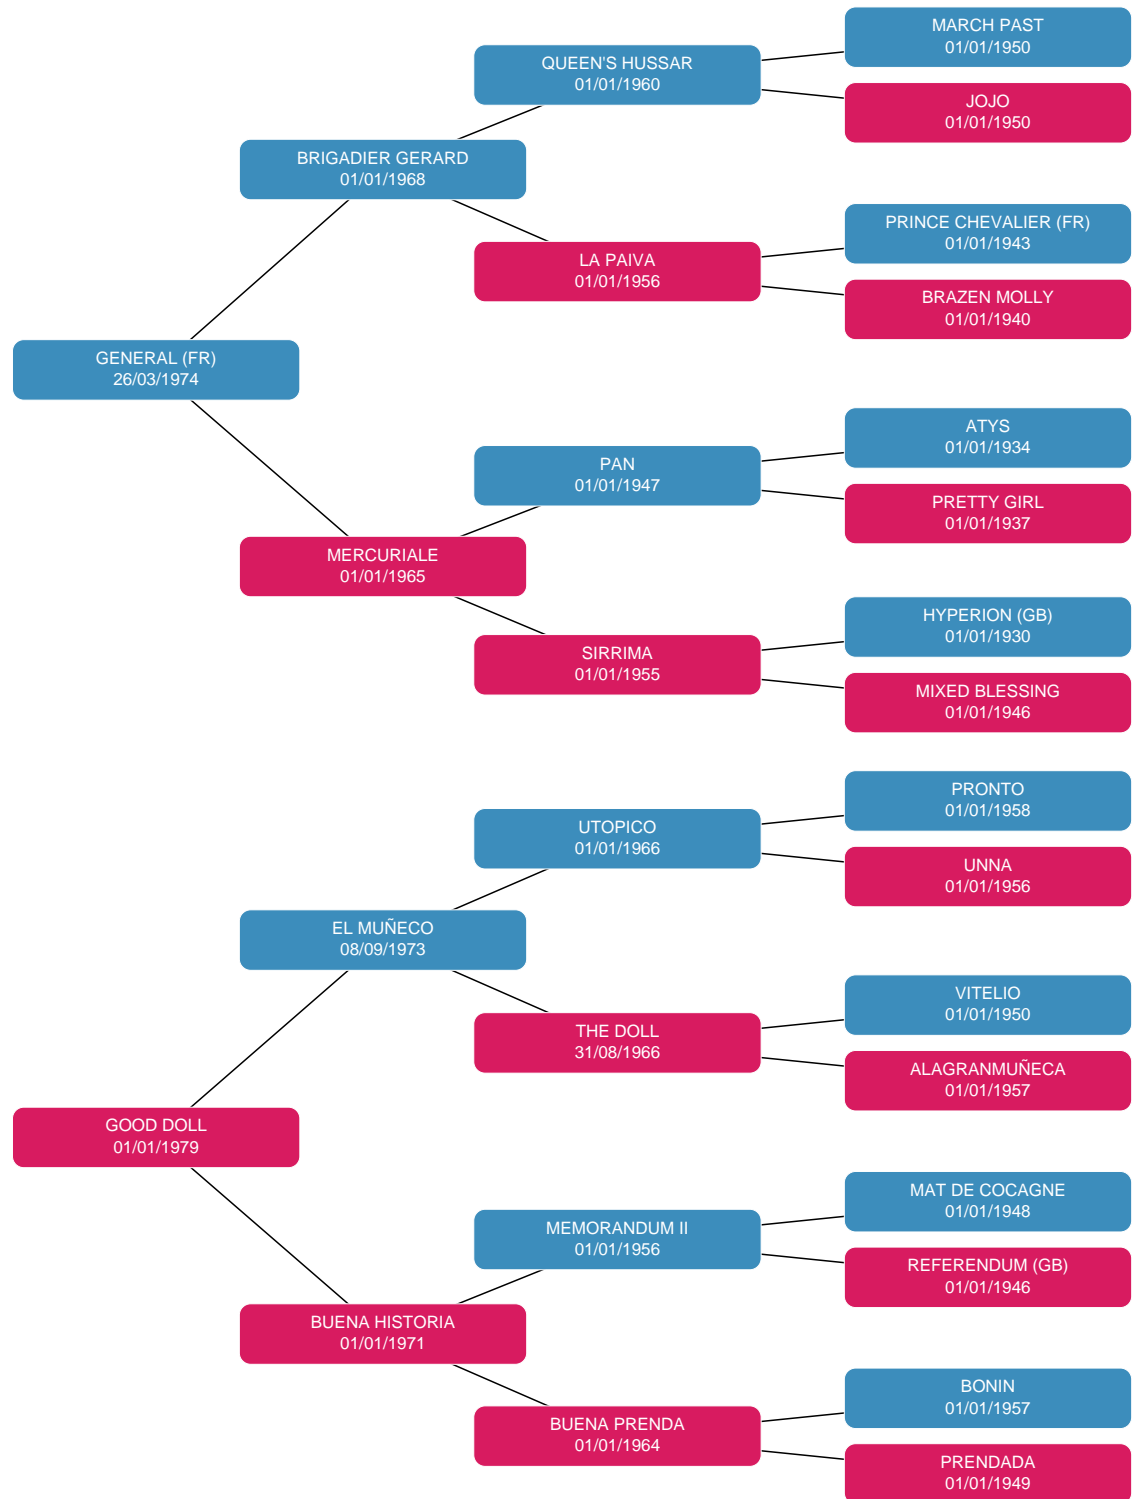 MARCH PAST
01/01/1950
QUEEN'S HUSSAR
01/01/1960
JOJO
01/01/1950
BRIGADIER GERARD
01/01/1968
PRINCE CHEVALIER (FR)
01/01/1943
LA PAIVA
01/01/1956
BRAZEN MOLLY
01/01/1940
GENERAL (FR)
26/03/1974
ATYS
01/01/1934
PAN
01/01/1947
PRETTY GIRL
01/01/1937
MERCURIALE
01/01/1965
HYPERION (GB)
01/01/1930
SIRRIMA
01/01/1955
MIXED BLESSING
01/01/1946
PRONTO
01/01/1958
UTOPICO
01/01/1966
UNNA
01/01/1956
EL MUÑECO
08/09/1973
VITELIO
01/01/1950
THE DOLL
31/08/1966
ALAGRANMUÑECA
01/01/1957
GOOD DOLL
01/01/1979
MAT DE COCAGNE
01/01/1948
MEMORANDUM II
01/01/1956
REFERENDUM (GB)
01/01/1946
BUENA HISTORIA
01/01/1971
BONIN
01/01/1957
BUENA PRENDA
01/01/1964
PRENDADA
01/01/1949